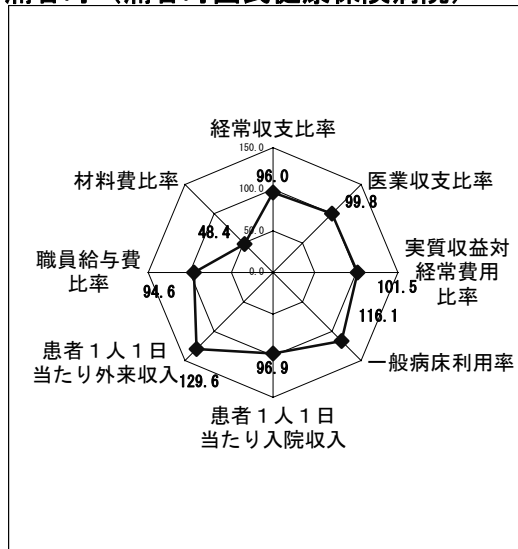 経常収支比率
150.0
96.0
医業収支比率
99.8
材料費比率
100.0
48.4
50.0
実質収益対
経常費用
比率
101.5
職員給与費
比率
94.6
0.0
116.1
一般病床利用率
患者１人１日
当たり外来収入
129.6
96.9
患者１人１日
当たり入院収入